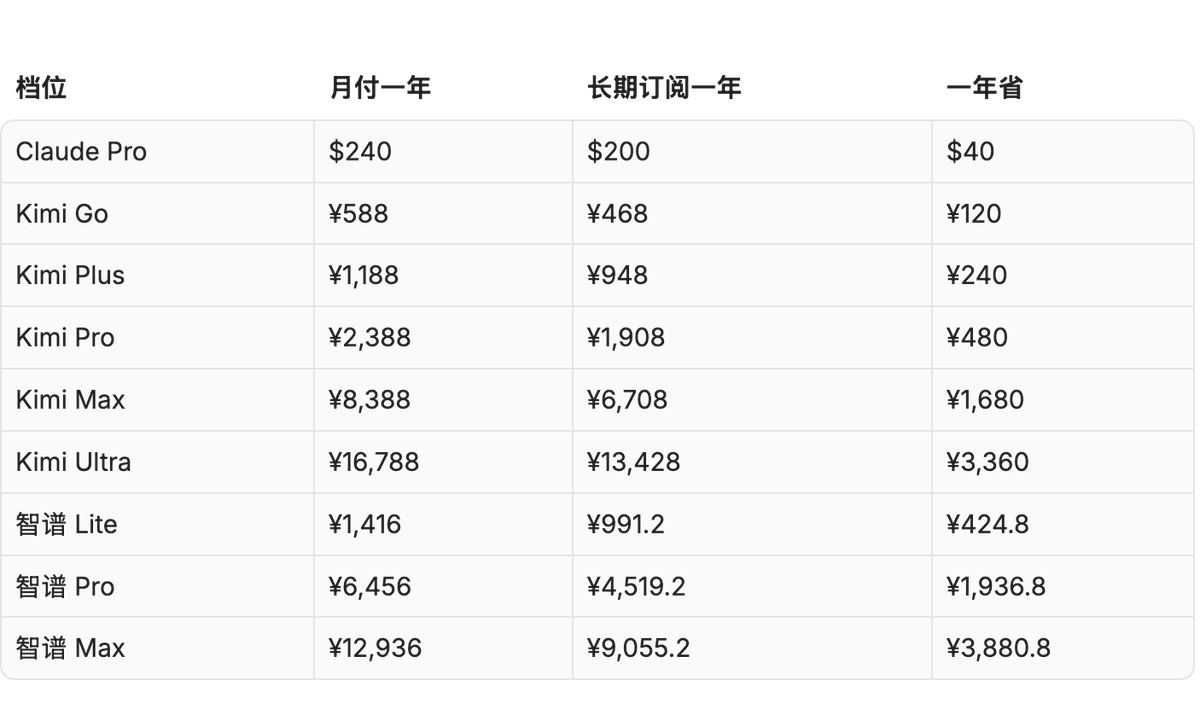 档位 月付一年 长期订阅一年 一年省
Claude Pro $240 $200 $40
Kimi Go ¥588 ¥468 ¥120
Kimi Plus ¥1,188 ¥948 ¥240
Kimi Pro ¥2,388 ¥1,908 ¥480
Kimi Max ¥8,388 ¥6,708 ¥1,680
Kimi Ultra ¥16,788 ¥13,428 ¥3,360
智谱 Lite ¥1,416 ¥991.2 ¥424.8
智谱 Pro ¥6,456 ¥4,519.2 ¥1,936.8
智谱 Max ¥12,936 ¥9,055.2 ¥3,880.8